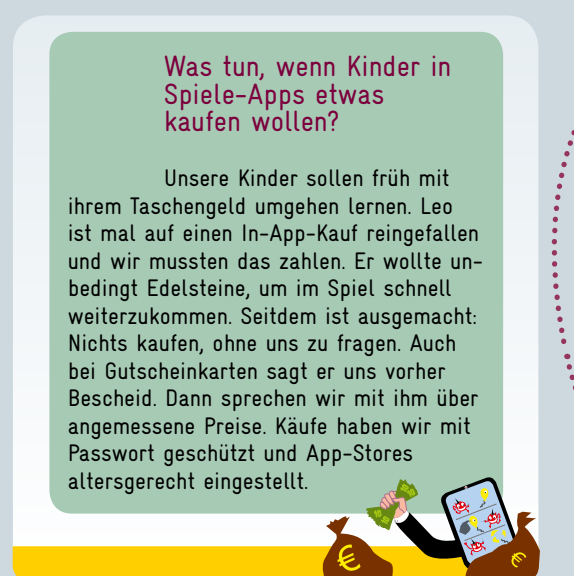 Was tun, wenn Kinder in
Spiele-Apps etwas
kaufen wollen?
Unsere Kinder sollen früh mit
ihrem Taschengeld umgehen lernen. Leo
ist mal auf einen In-App-Kauf reingefallen
und wir mussten das zahlen. Er wollte un-
bedingt Edelsteine, um im Spiel schnell
weiterzukommen. Seitdem ist ausgemacht:
Nichts kaufen, ohne uns zu fragen. Auch
bei Gutscheinkarten sagt er uns vorher
Bescheid. Dann sprechen wir mit ihm über
angemessene Preise. Käufe haben wir mit
Passwort geschützt und App-Stores
altersgerecht eingestellt.
€
€